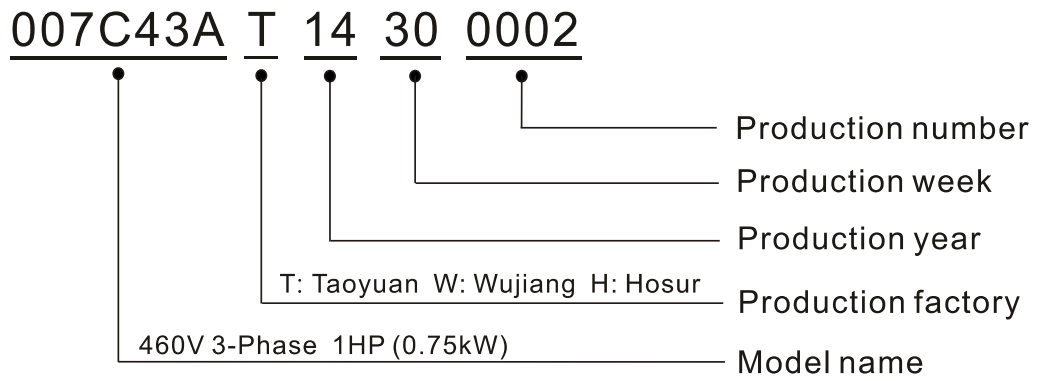 007C43A T 14 30 0002
Production number
Production week
Production year
T: Taoyuan W: Wujiang H: Hosur
Production factory
460V 3-Phase 1HP (0.75kW)
Model name